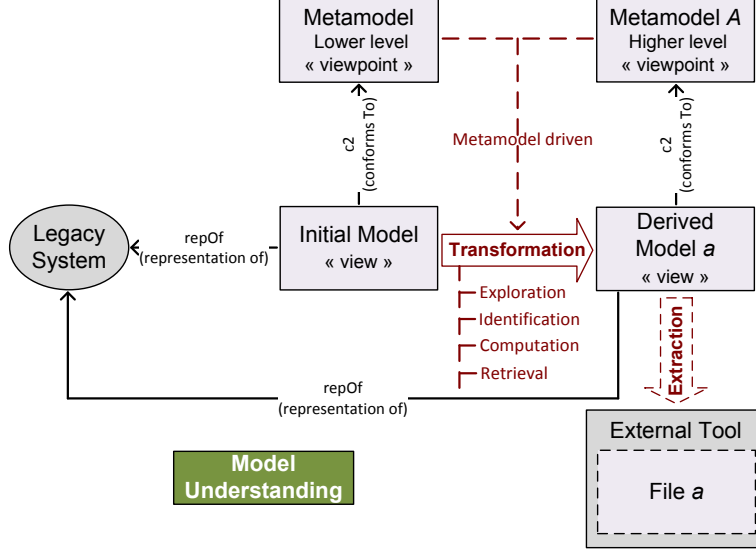 Metamodel
Lower level
« viewpoint »
Metamodel A
Higher level
« viewpoint »
c2
(conforms To)
Metamodel driven
c2
(conforms To)
Legacy
System
repOf
(representation of)
Initial Model
« view »
Transformation
Derived
Model a
« view »
Exploration
Identification
Computation
Retrieval
Extraction
repOf
(representation of)
External Tool
File a
Model
Understanding